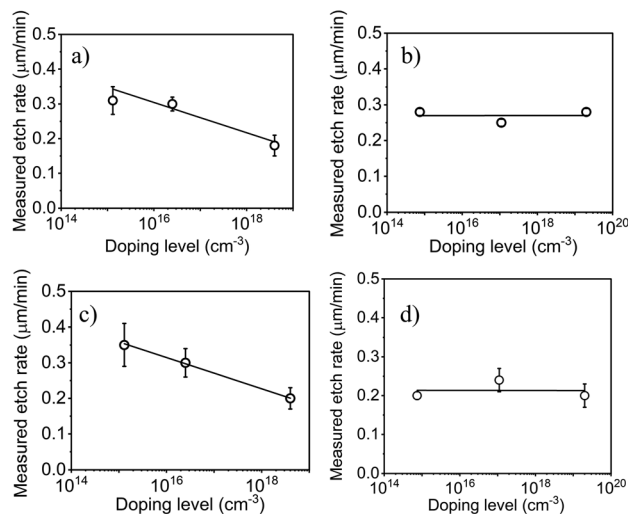 a)
Measured etch rate (μm/min)
0.5
0.4
0.3
0.2
0.1
0.0
10^14 10^16 10^18
Doping level (cm^-3)
b)
Measured etch rate (μm/min)
0.5
0.4
0.3
0.2
0.1
0.0
10^14 10^16 10^18 10^20
Doping level (cm^-3)
c)
Measured etch rate (μm/min)
0.5
0.4
0.3
0.2
0.1
0.0
10^14 10^16 10^18
Doping level (cm^-3)
d)
Measured etch rate (μm/min)
0.5
0.4
0.3
0.2
0.1
0.0
10^14 10^16 10^18 10^20
Doping level (cm^-3)